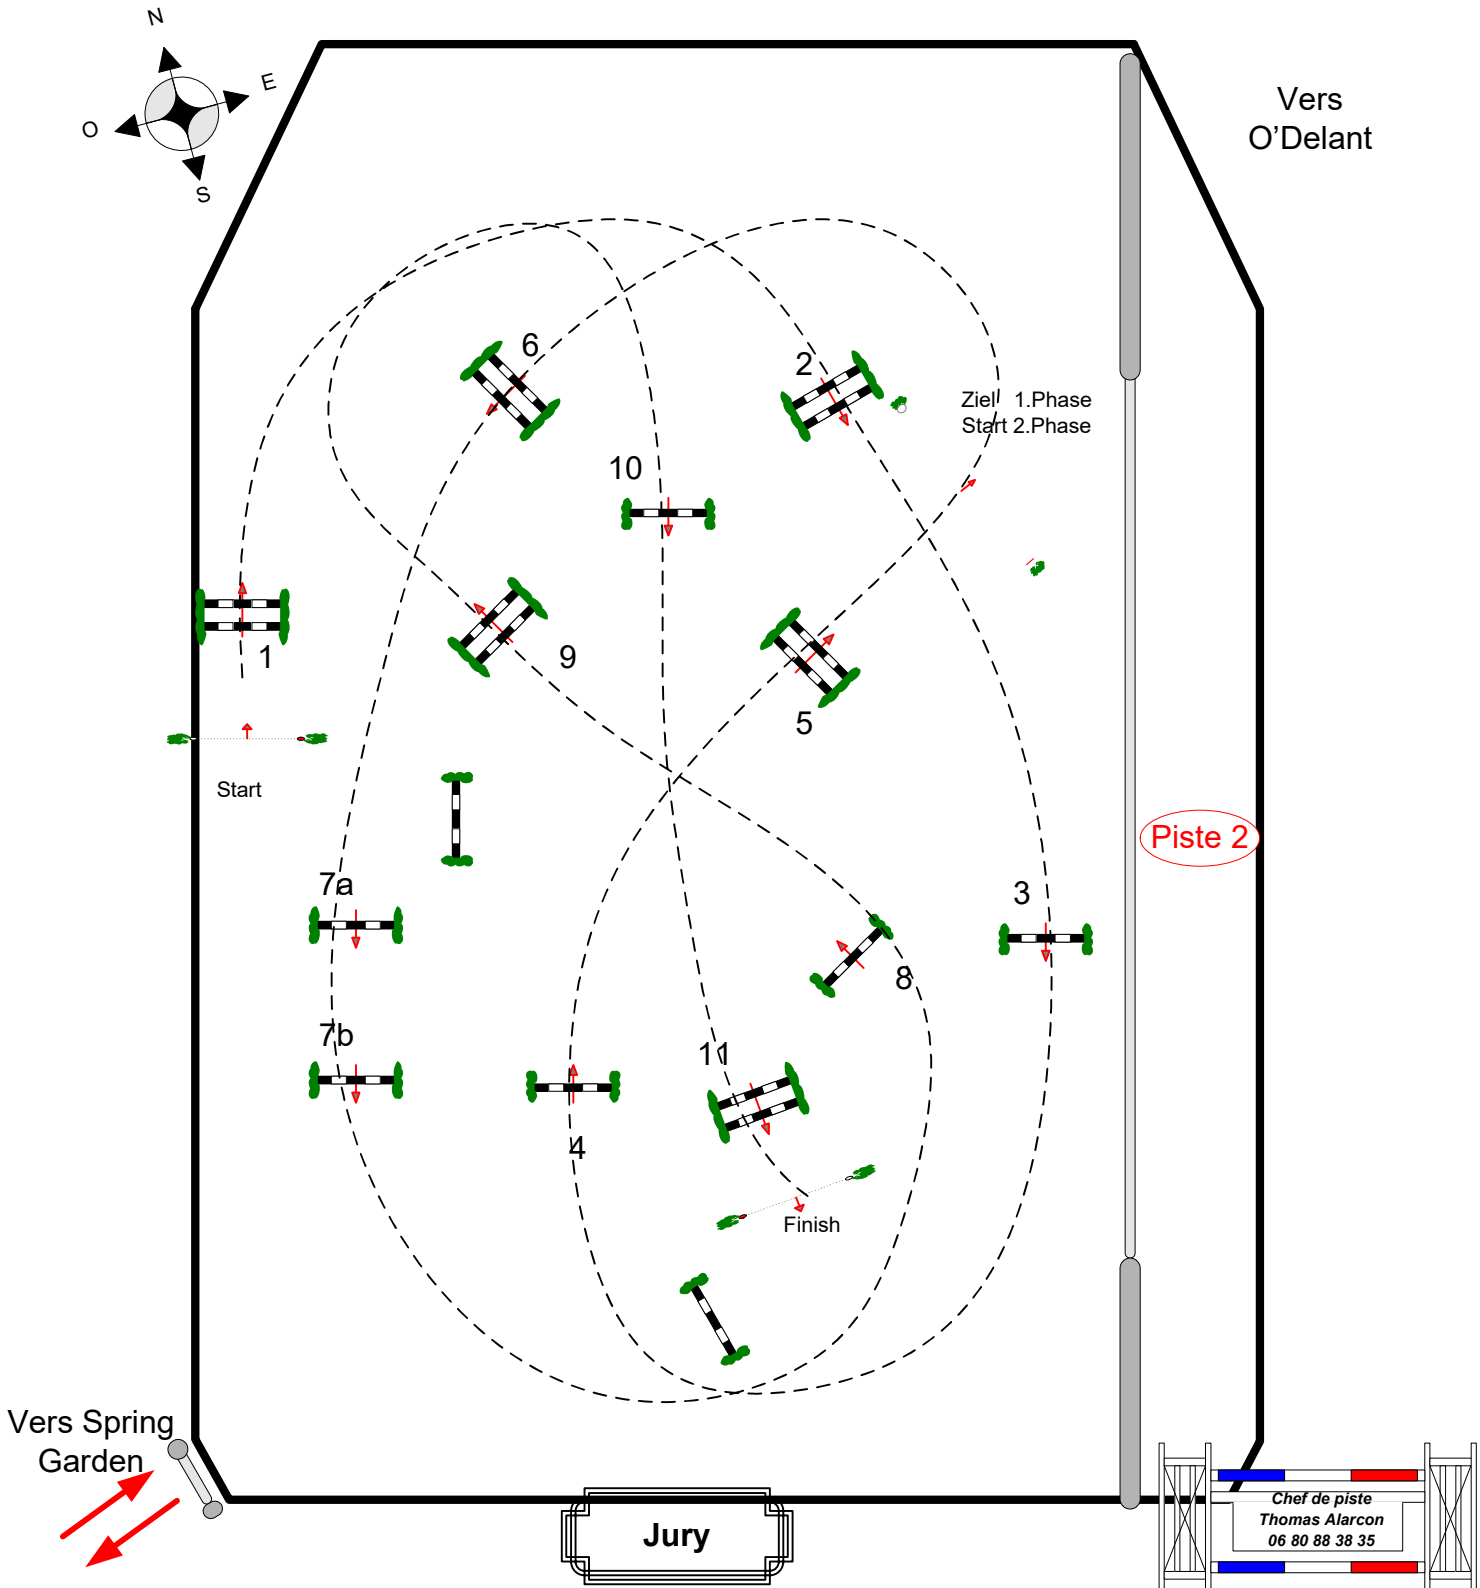 N
E
O
S
Vers
O'Delant
6
2
Ziel 1.Phase
Start 2.Phase
10
1
9
5
Start
Piste 2
7a
3
8
7b
11
4
Finish
Vers Spring
Garden
Jury
Chef de piste
Thomas Alarcon
06 80 88 38 35